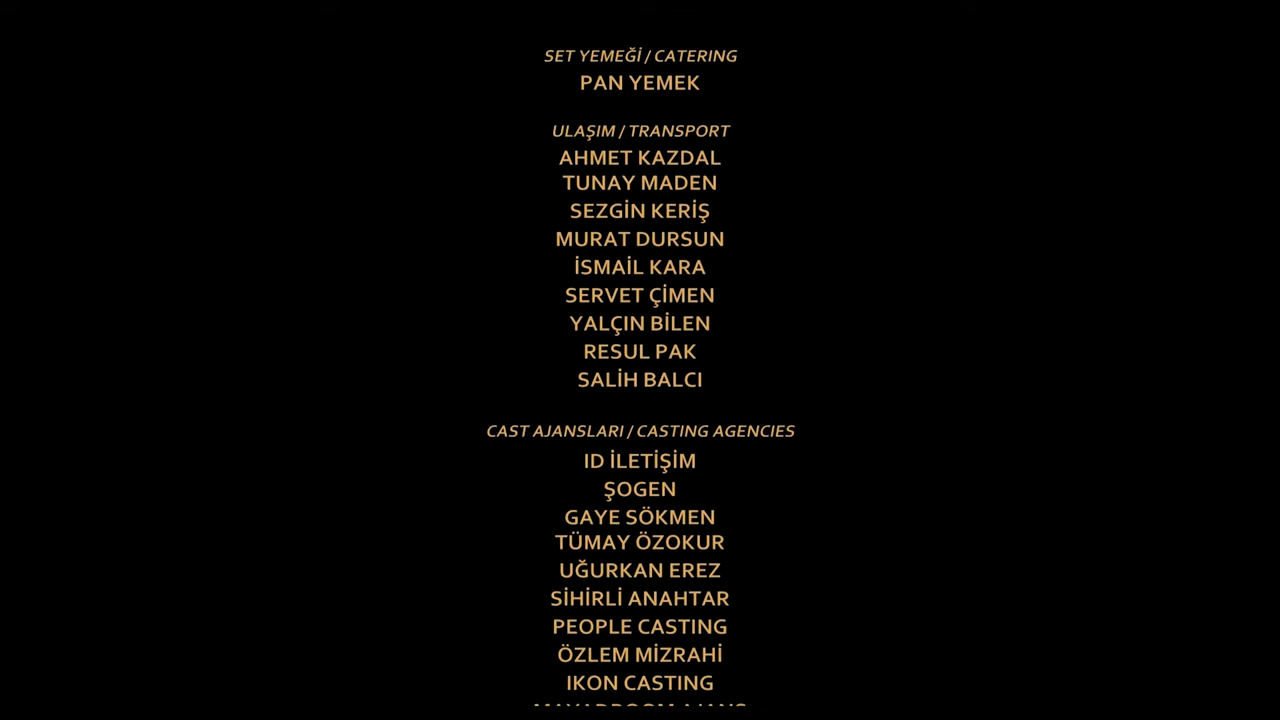 SET YEMEĞİ / CATERING
PAN YEMEK
ULAŞIM / TRANSPORT
AHMET KAZDAL
TUNAY MADEN
SEZGİN KERİŞ
MURAT DURSUN
İSMAİL KARA
SERVET ÇİMEN
YALÇIN BİLEN
RESUL PAK
SALİH BALCI
CAST AJANSLARI / CASTING AGENCIES
ID İLETİŞİM
ŞOGEN
GAYE SÖKMEN
TÜMAY ÖZOKUR
UĞURKAN EREZ
SİHİRLİ ANAHTAR
PEOPLE CASTING
ÖZLEM MİZRAHİ
IKON CASTING